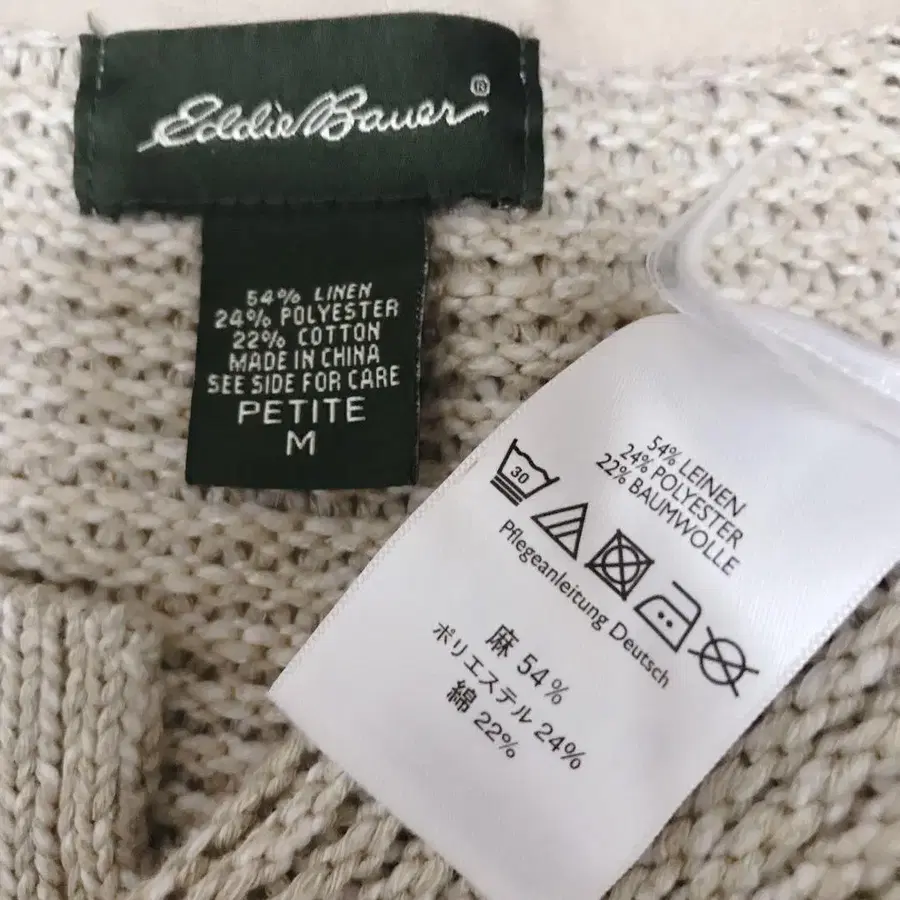 Eddie Bauer®
54% LINEN
24% POLYESTER
22% COTTON
MADE IN CHINA
SEE SIDE FOR CARE
PETITE
M
54% LEINEN
24% POLYESTER
22% BAUMWOLLE
30
Pflegeanleitung Deutsch
麻 54%
ポリエステル 24%
綿 22%